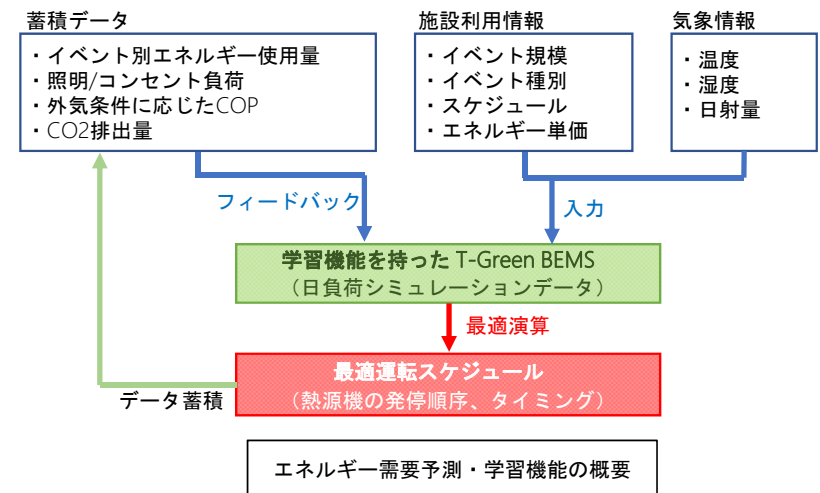 蓄積データ
・イベント別エネルギー使用量
・照明/コンセント負荷
・外気条件に応じたCOP
・CO2排出量
施設利用情報
・イベント規模
・イベント種別
・スケジュール
・エネルギー単価
気象情報
・温度
・湿度
・日射量
フィードバック
入力
学習機能を持った T-Green BEMS
（日負荷シミュレーションデータ）
最適演算
最適運転スケジュール
（熱源機の発停順序、タイミング）
データ蓄積
エネルギー需要予測・学習機能の概要